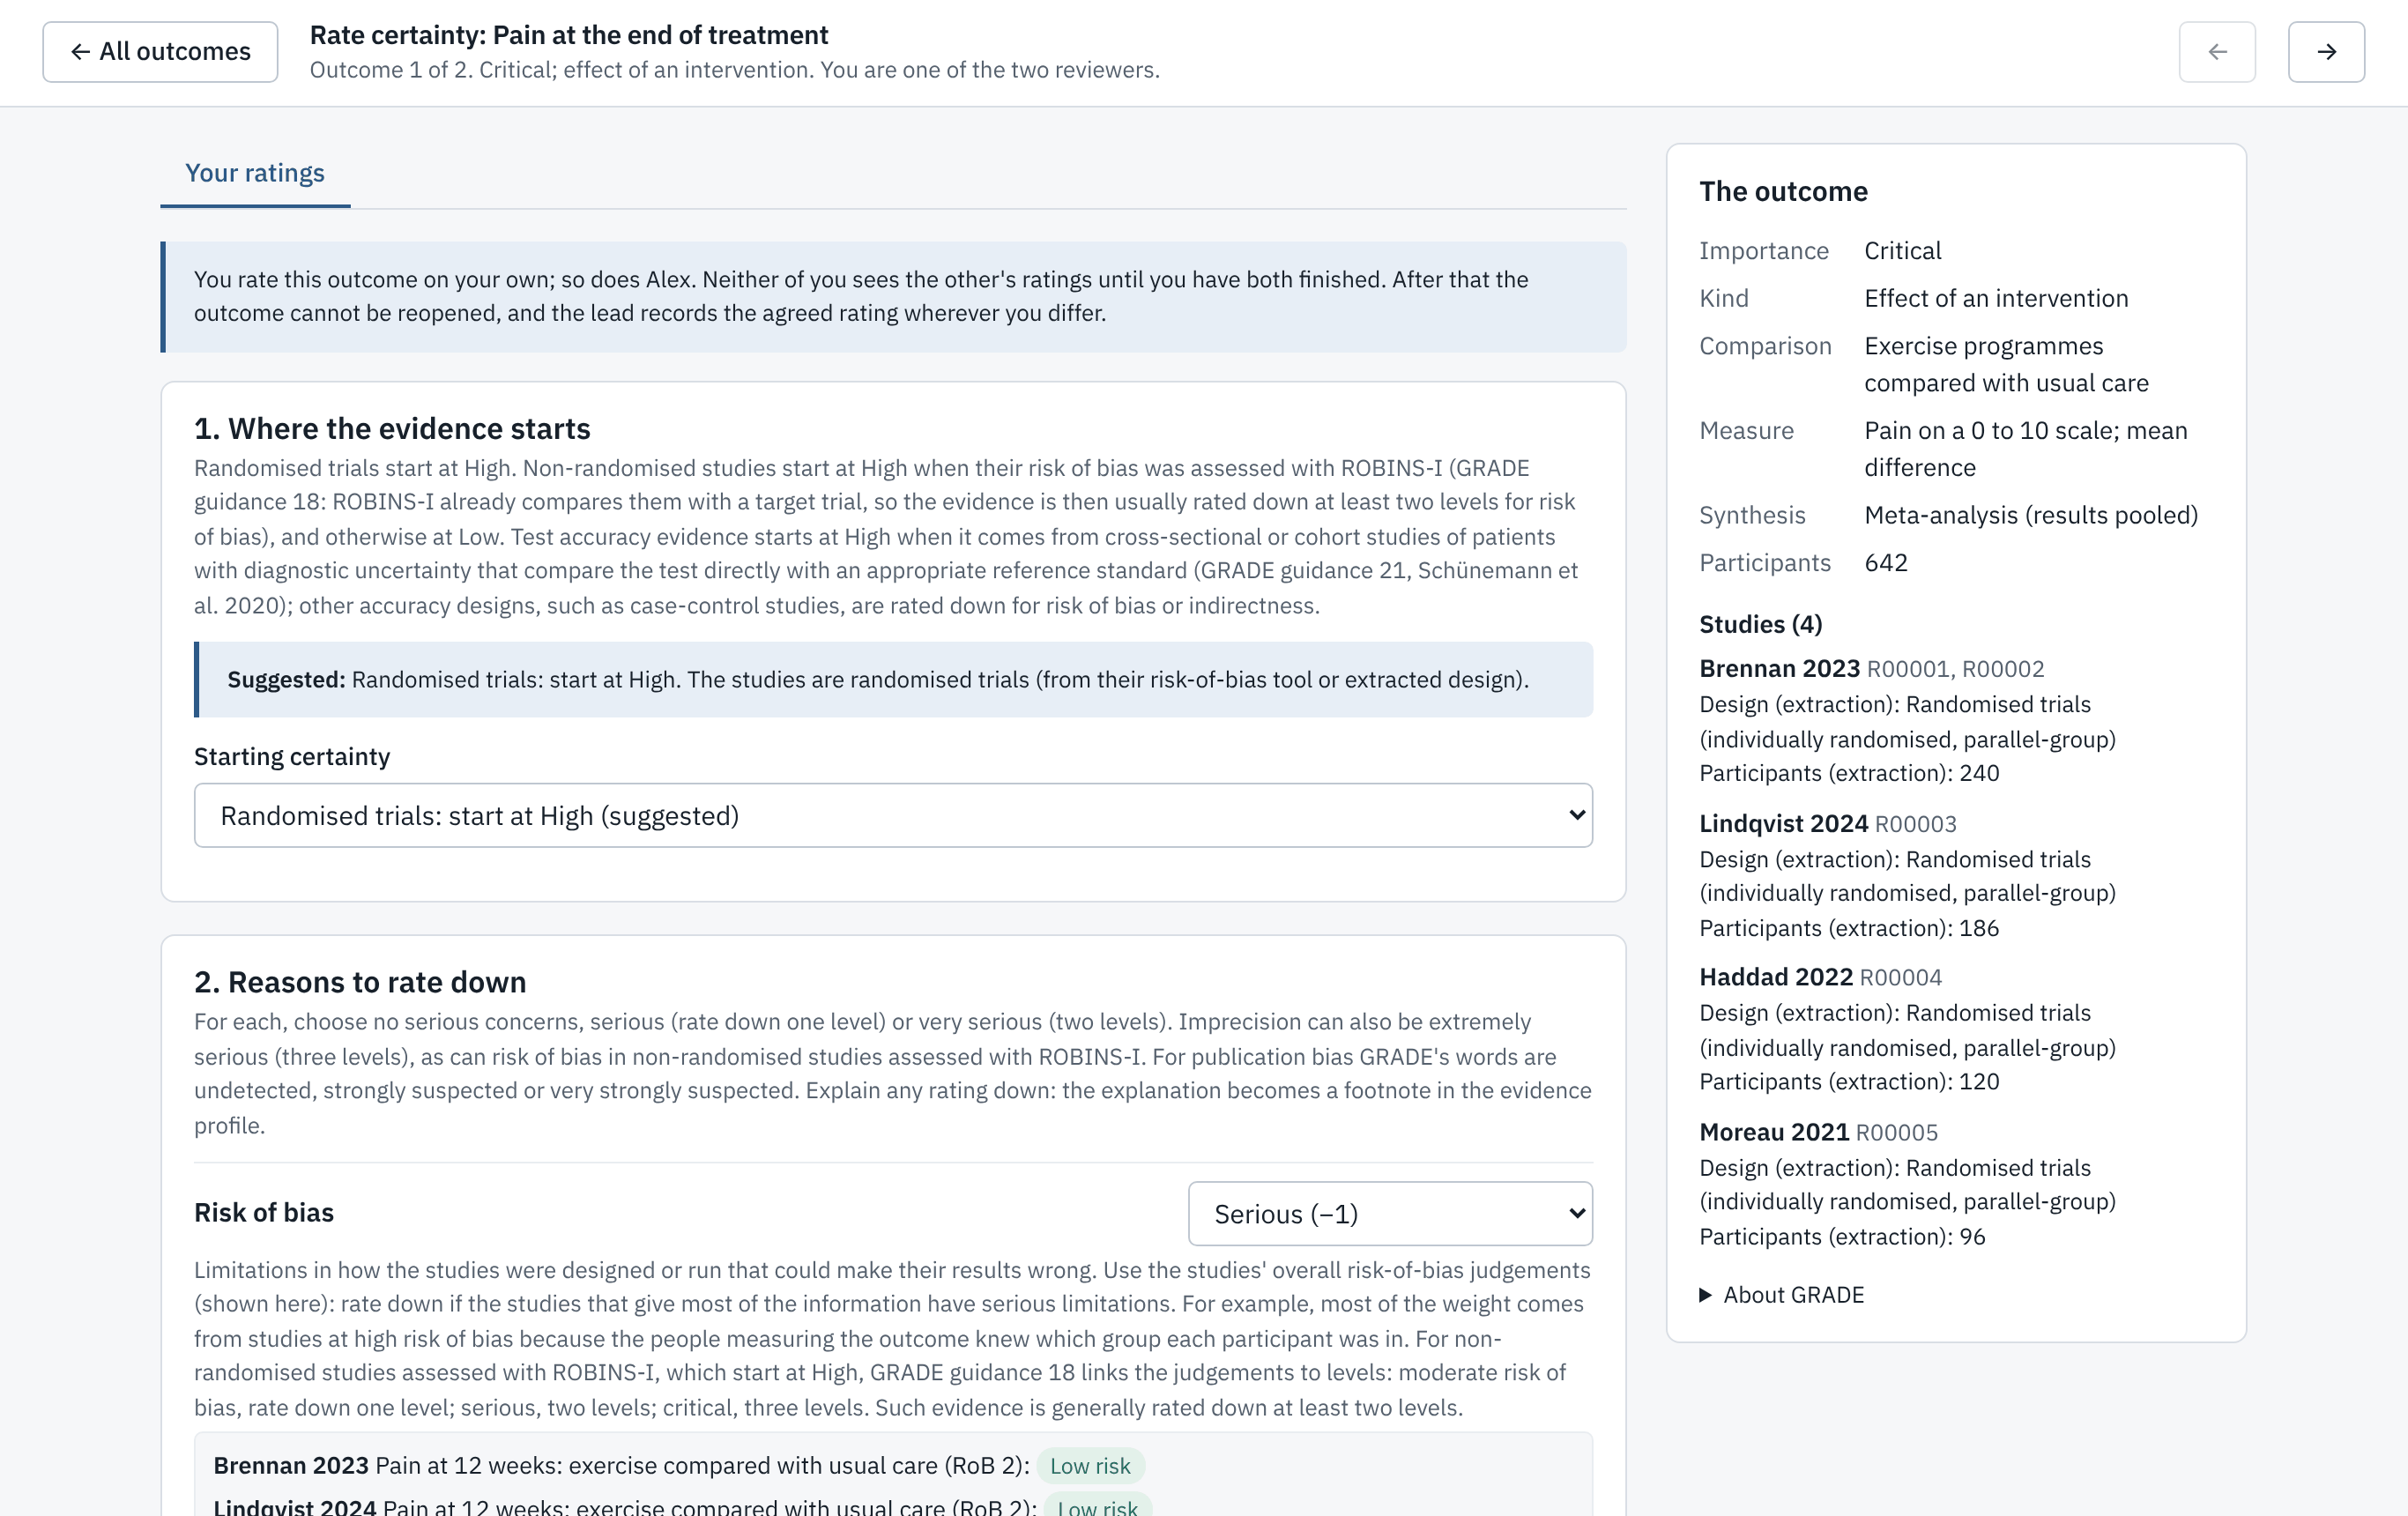 ← All outcomes
Rate certainty: Pain at the end of treatment
Outcome 1 of 2. Critical; effect of an intervention. You are one of the two reviewers.
←
→
Your ratings
You rate this outcome on your own; so does Alex. Neither of you sees the other's ratings until you have both finished. After that the
outcome cannot be reopened, and the lead records the agreed rating wherever you differ.
1. Where the evidence starts
Randomised trials start at High. Non-randomised studies start at High when their risk of bias was assessed with ROBINS-I (GRADE
guidance 18: ROBINS-I already compares them with a target trial, so the evidence is then usually rated down at least two levels for risk
of bias), and otherwise at Low. Test accuracy evidence starts at High when it comes from cross-sectional or cohort studies of patients
with diagnostic uncertainty that compare the test directly with an appropriate reference standard (GRADE guidance 21, Schünemann et
al. 2020); other accuracy designs, such as case-control studies, are rated down for risk of bias or indirectness.
Suggested: Randomised trials: start at High. The studies are randomised trials (from their risk-of-bias tool or extracted design).
Starting certainty
Randomised trials: start at High (suggested)
2. Reasons to rate down
For each, choose no serious concerns, serious (rate down one level) or very serious (two levels). Imprecision can also be extremely
serious (three levels), as can risk of bias in non-randomised studies assessed with ROBINS-I. For publication bias GRADE's words are
undetected, strongly suspected or very strongly suspected. Explain any rating down: the explanation becomes a footnote in the evidence
profile.
Risk of bias
Serious (−1)
Limitations in how the studies were designed or run that could make their results wrong. Use the studies' overall risk-of-bias judgements
(shown here): rate down if the studies that give most of the information have serious limitations. For example, most of the weight comes
from studies at high risk of bias because the people measuring the outcome knew which group each participant was in. For non-
randomised studies assessed with ROBINS-I, which start at High, GRADE guidance 18 links the judgements to levels: moderate risk of
bias, rate down one level; serious, two levels; critical, three levels. Such evidence is generally rated down at least two levels.
Brennan 2023 Pain at 12 weeks: exercise compared with usual care (RoB 2): Low risk
Lindqvist 2024 Pain at 12 weeks: exercise compared with usual care (RoB 2): Low risk
The outcome
Importance Critical
Kind Effect of an intervention
Comparison Exercise programmes
compared with usual care
Measure Pain on a 0 to 10 scale; mean
difference
Synthesis Meta-analysis (results pooled)
Participants 642
Studies (4)
Brennan 2023 R00001, R00002
Design (extraction): Randomised trials
(individually randomised, parallel-group)
Participants (extraction): 240
Lindqvist 2024 R00003
Design (extraction): Randomised trials
(individually randomised, parallel-group)
Participants (extraction): 186
Haddad 2022 R00004
Design (extraction): Randomised trials
(individually randomised, parallel-group)
Participants (extraction): 120
Moreau 2021 R00005
Design (extraction): Randomised trials
(individually randomised, parallel-group)
Participants (extraction): 96
▶ About GRADE